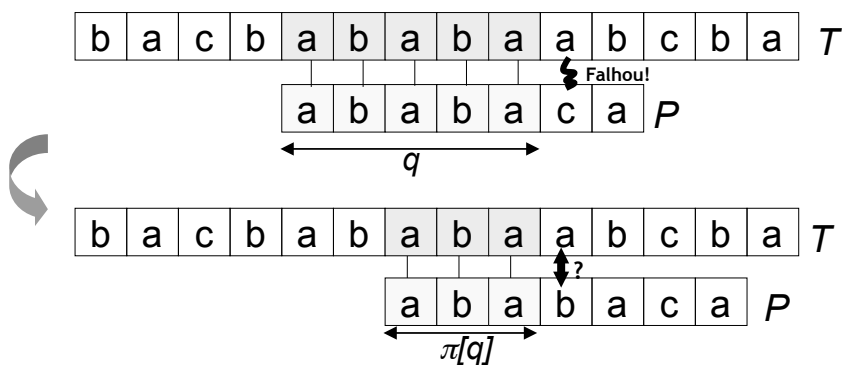 b a c b a b a b a a b c b a T
Falhou!
a b a b a c a P
q
b a c b a b a b a a b c b a T
?
a b a b a c a P
π[q]